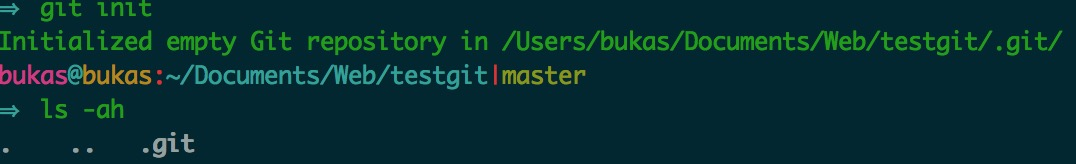 ⇒ git init
Initialized empty Git repository in /Users/bukas/Documents/Web/testgit/.git/
bukas@bukas:~/Documents/Web/testgit|master
⇒ ls -ah
. .. .git